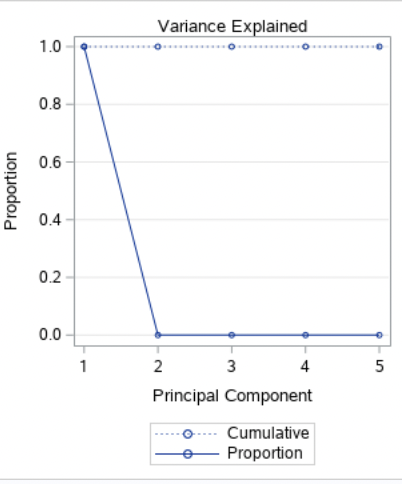 Variance Explained
1.0
0.8
0.6
0.4
0.2
0.0
Proportion
1 2 3 4 5
Principal Component
Cumulative
Proportion